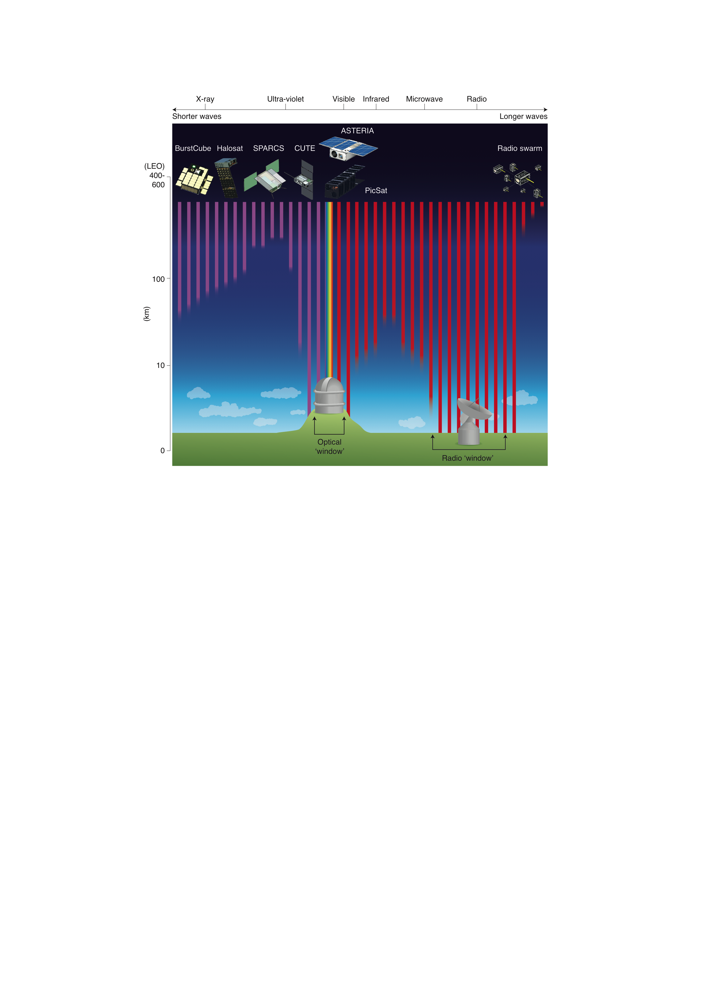 X-ray Ultra-violet Visible Infrared Microwave Radio
Shorter waves Longer waves
ASTERIA
BurstCube Halosat SPARCS CUTE Radio swarm
(LEO)
400-
600
PicSat
100
(km)
10
Optical
‘window’
0
Radio ‘window’